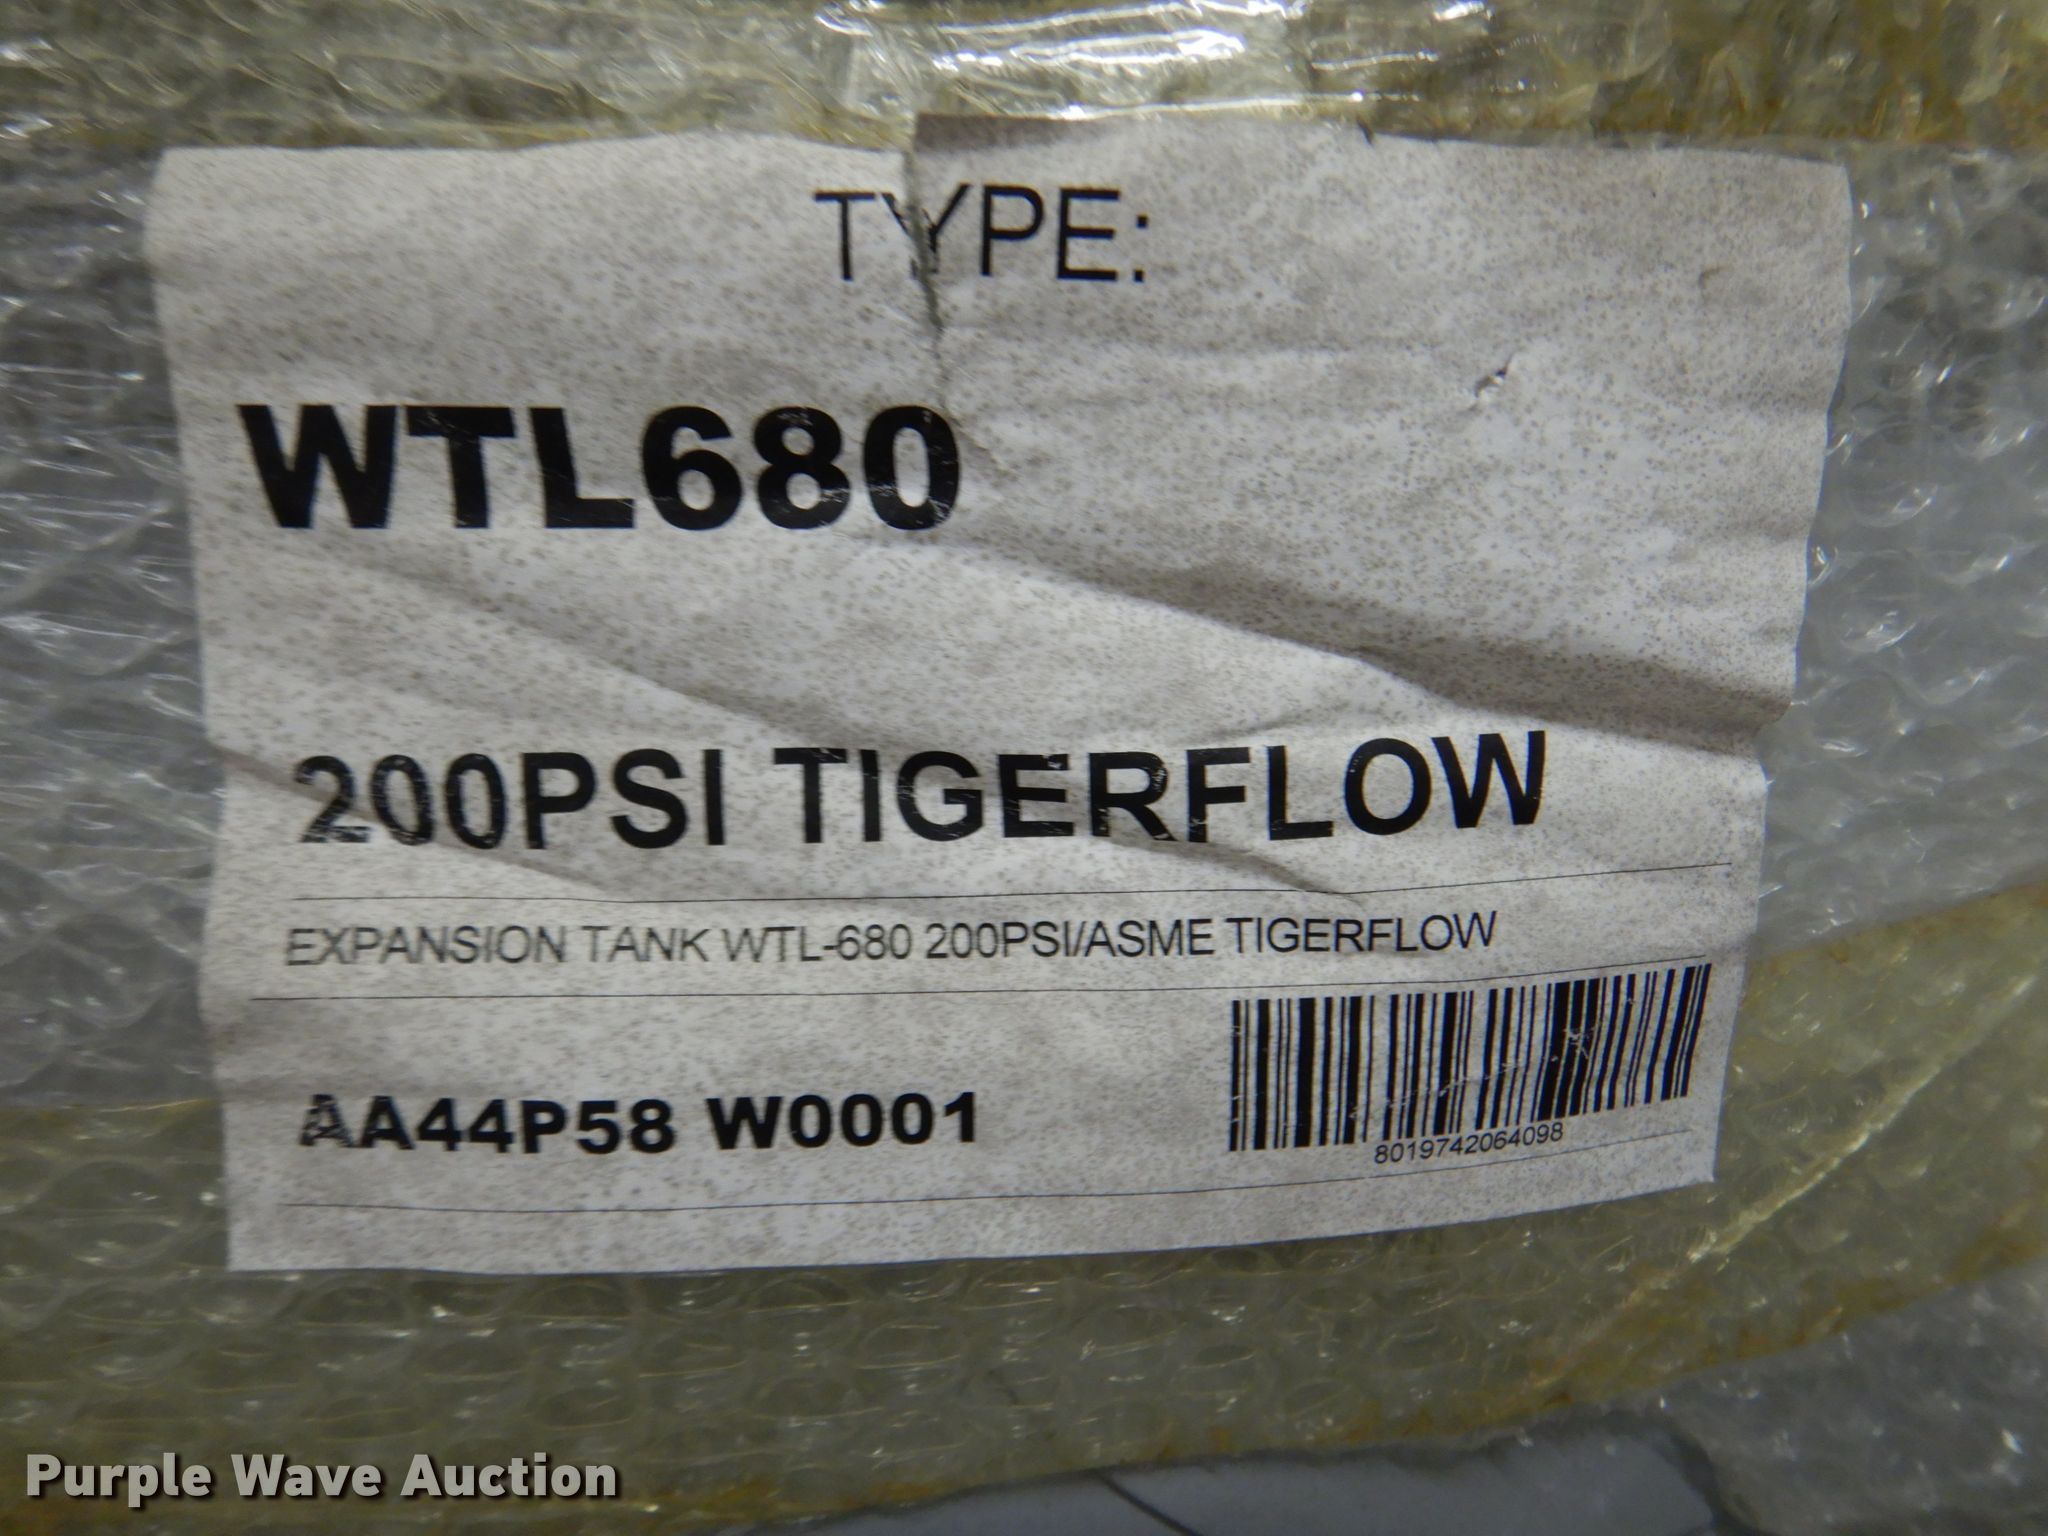 TYPE:
WTL680
200PSI TIGERFLOW
EXPANSION TANK WTL-680 200PSI/ASME TIGERFLOW
AA44P58 W0001
8019742064098
Purple Wave Auction